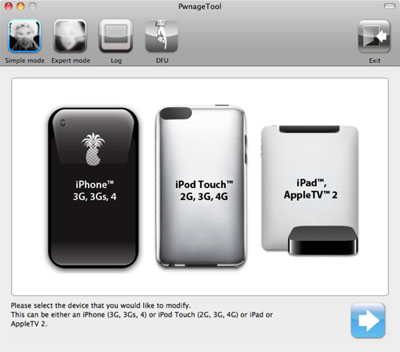 PwnageTool
Simple mode
Expert mode
Log
DFU
Exit
iPhone™
3G, 3Gs, 4
iPod Touch™
2G, 3G, 4G
iPad™,
AppleTV™ 2
Please select the device that you would like to modify.
This can be either an iPhone (3G, 3Gs, 4) or iPod Touch (2G, 3G, 4G) or iPad or
AppleTV 2.